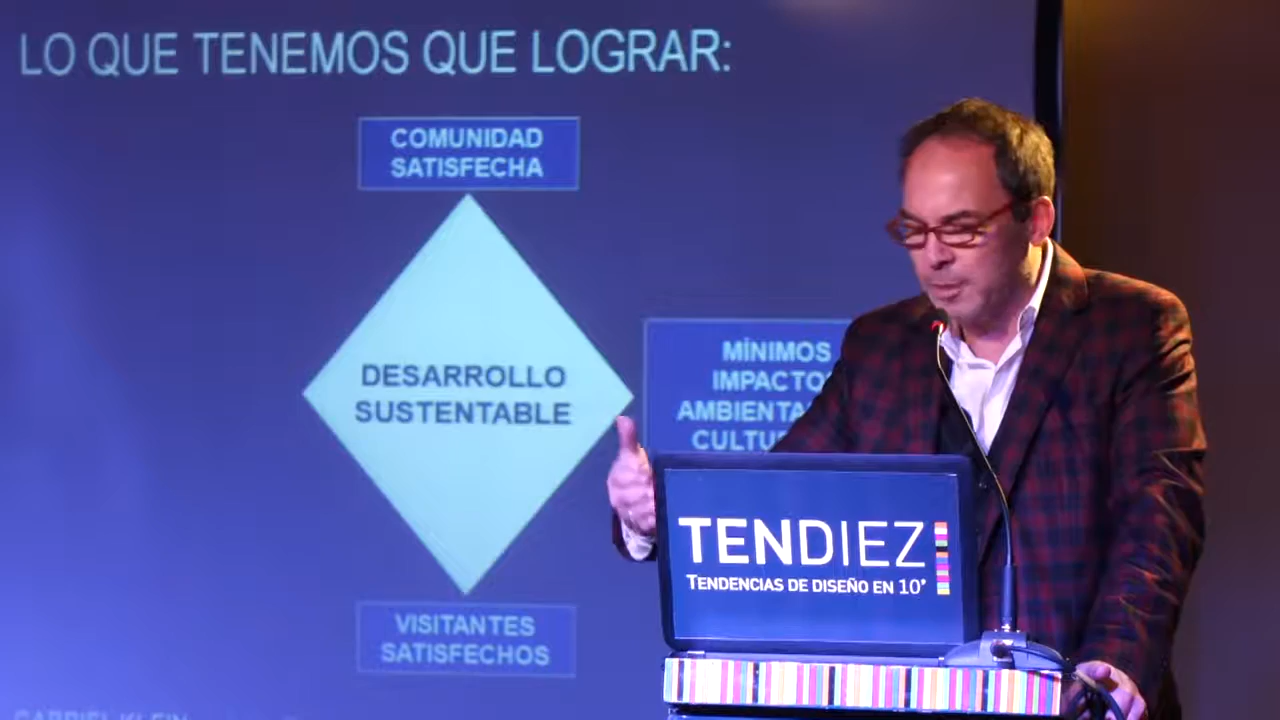 LO QUE TENEMOS QUE LOGRAR:
COMUNIDAD
SATISFECHA
DESARROLLO
SUSTENTABLE
MÍNIMOS
VISITANTES
SATISFECHOS
TENDIEZ
TENDENCIAS DE DISEÑO EN 10°